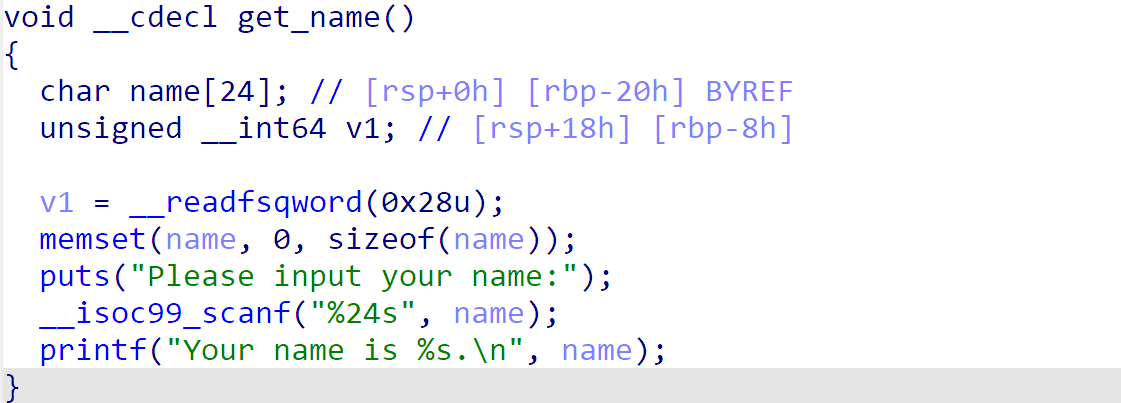 void __cdecl get_name()
{
  char name[24]; // [rsp+0h] [rbp-20h] BYREF
  unsigned __int64 v1; // [rsp+18h] [rbp-8h]

  v1 = __readfsqword(0x28u);
  memset(name, 0, sizeof(name));
  puts("Please input your name:");
  __isoc99_scanf("%24s", name);
  printf("Your name is %s.\n", name);
}